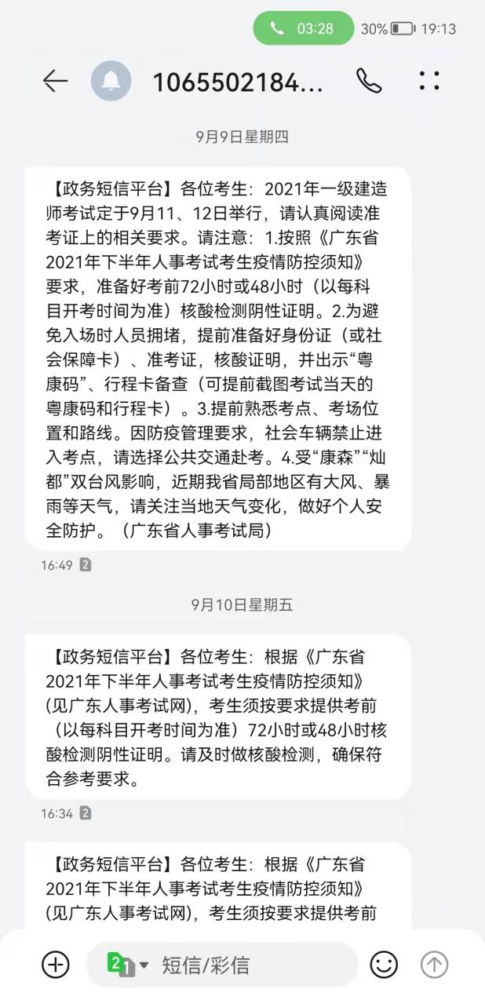 03:28 30% 19:13
1065502184...
9月9日星期四
【政务短信平台】各位考生：2021年一级建造
师考试定于9月11、12日举行，请认真阅读准
考证上的相关要求。请注意：1.按照《广东省
2021年下半年人事考试考生疫情防控须知》
要求，准备好考前72小时或48小时（以每科
目开考时间为准）核酸检测阴性证明。2.为避
免入场时人员拥堵，提前准备好身份证（或社
会保障卡）、准考证，核酸证明，并出示“粤
康码”、行程卡备查（可提前截图考试当天的
粤康码和行程卡）。3.提前熟悉考点、考场位
置和路线。因防疫管理要求，社会车辆禁止进
入考点，请选择公共交通赴考。4.受“康森”“灿
都”双台风影响，近期我省局部地区有大风、暴
雨等天气，请关注当地天气变化，做好个人安
全防护。（广东省人事考试局）
16:49 2
9月10日星期五
【政务短信平台】各位考生：根据《广东省
2021年下半年人事考试考生疫情防控须知》
(见广东人事考试网)，考生须按要求提供考前
（以每科目开考时间为准）72小时或48小时核
酸检测阴性证明。请及时做核酸检测，确保符
合参考要求。
16:34 2
【政务短信平台】各位考生：根据《广东省
2021年下半年人事考试考生疫情防控须知》
(见广东人事考试网)，考生须按要求提供考前
2 1 短信/彩信